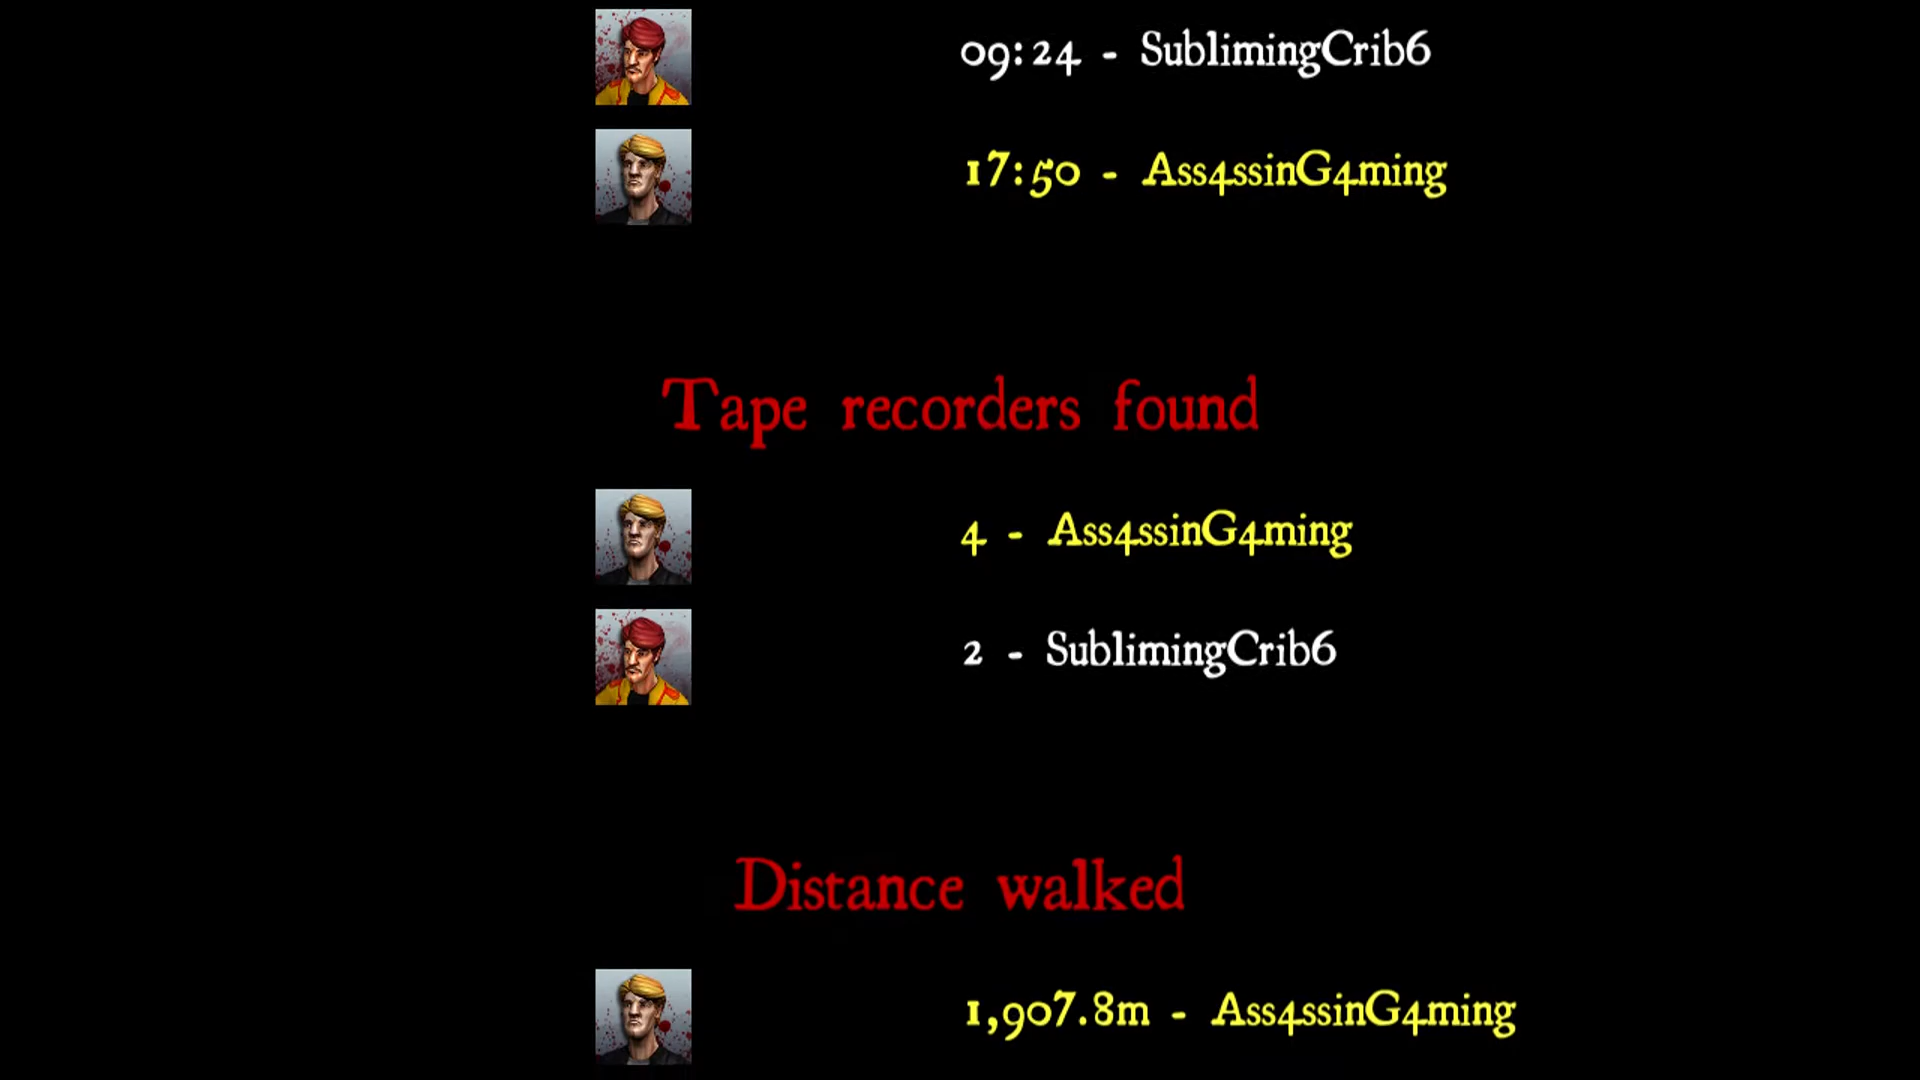 09:24 - SublimingCrib6
17:50 - Ass4ssinG4ming
Tape recorders found
4 - Ass4ssinG4ming
2 - SublimingCrib6
Distance walked
1,907.8m - Ass4ssinG4ming